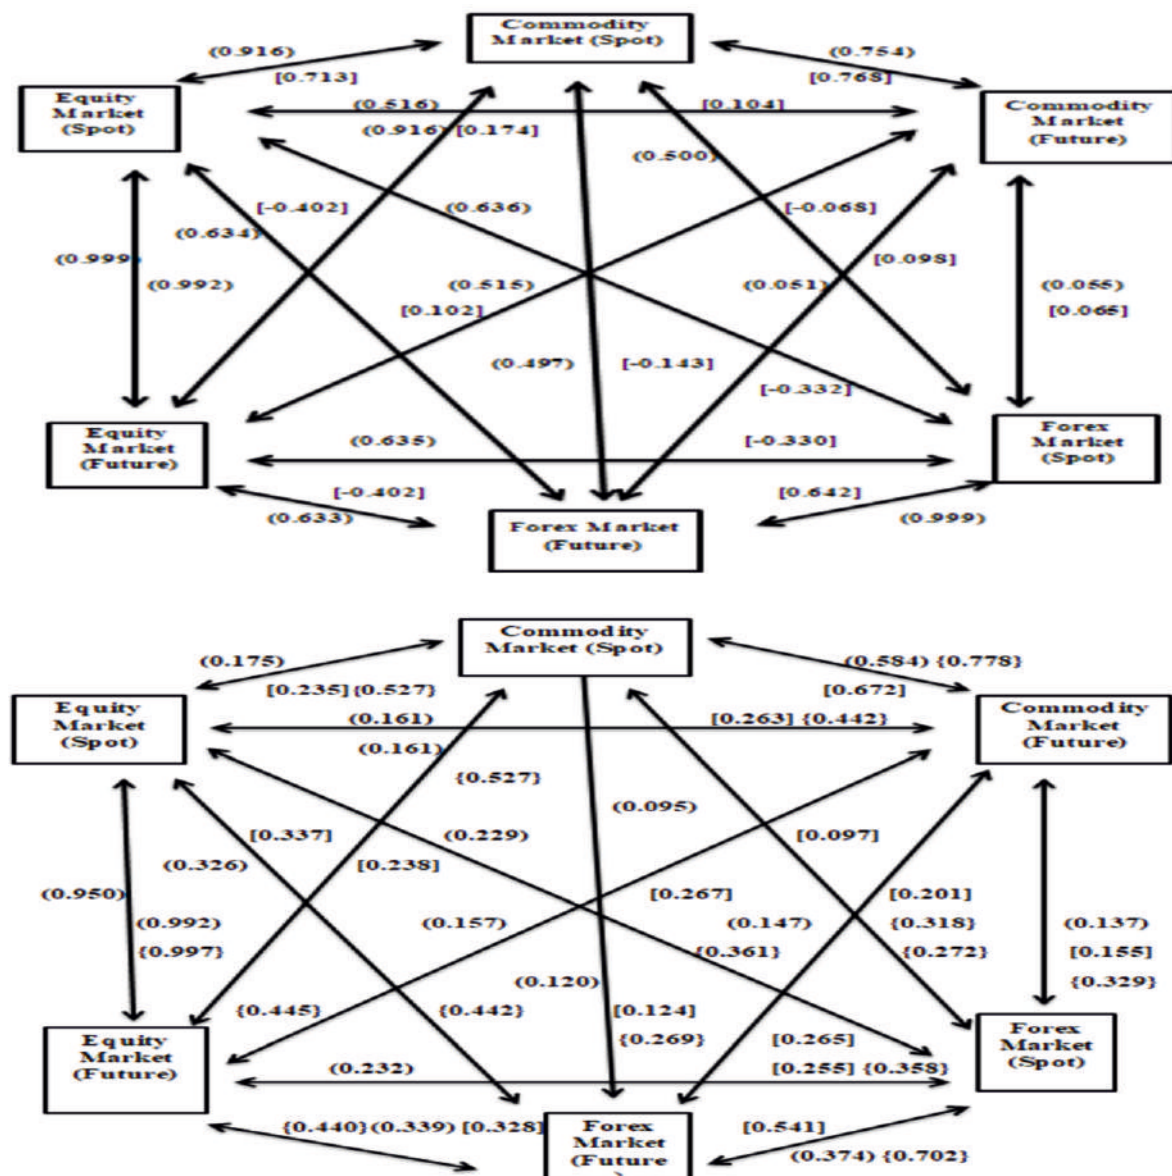 Commodity
Market (Spot)
(0.916)
(0.754)
[0.713]
[0.768]
Equity
Market
(Spot)
(0.516)
[0.104]
Commodity
Market
(Future)
(0.916) [0.174]
(0.500)
[-0.402]
(0.636)
[-0.068]
(0.634)
(0.999)
[0.098]
(0.992)
(0.515)
(0.051)
(0.055)
[0.102]
[0.065]
(0.497)
[-0.143]
[-0.332]
Equity
Market
(Future)
(0.635)
[-0.330]
Forex
Market
(Spot)
[-0.402]
[0.642]
(0.633)
(0.999)
Forex Market
(Future)
Commodity
Market (Spot)
(0.175)
(0.584) {0.778}
[0.235] {0.527}
[0.672]
Equity
Market
(Spot)
(0.161)
[0.263] {0.442}
Commodity
Market
(Future)
(0.161)
{0.527}
(0.095)
[0.337]
(0.229)
[0.097]
(0.326)
[0.238]
(0.950)
[0.267]
[0.201]
(0.992)
(0.157)
(0.147)
{0.318}
(0.137)
{0.997}
{0.361}
{0.272}
[0.155]
(0.120)
{0.329}
{0.445}
{0.442}
[0.124]
{0.269}
[0.265]
Equity
Market
(Future)
(0.232)
[0.255] {0.358}
Forex
Market
(Spot)
{0.440} (0.339) [0.328]
[0.541]
(0.374) {0.702}
Forex
Market
(Future